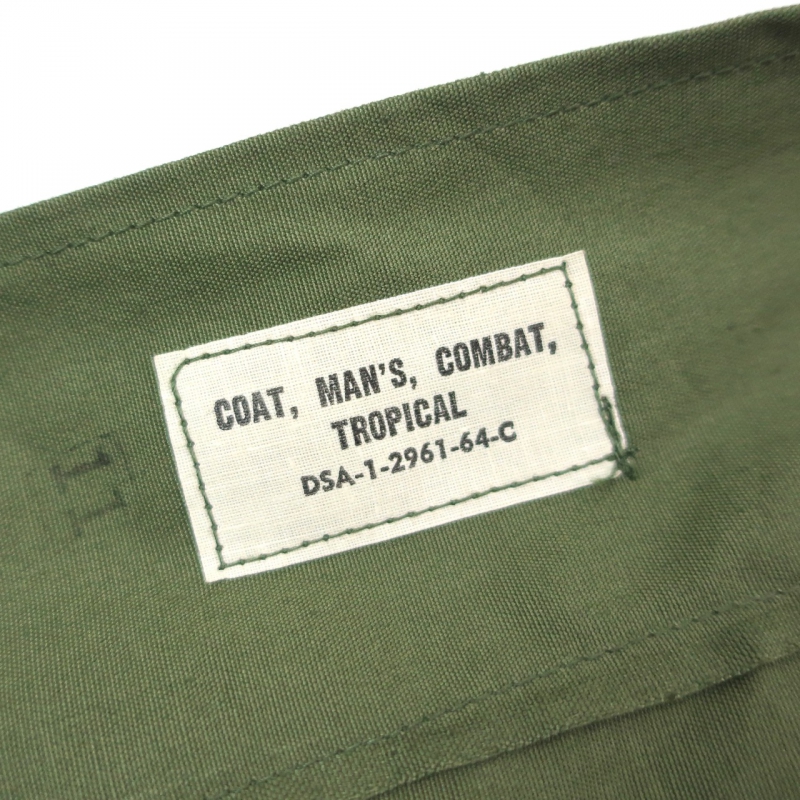 COAT, MAN'S, COMBAT,
TROPICAL
DSA-1-2961-64-C